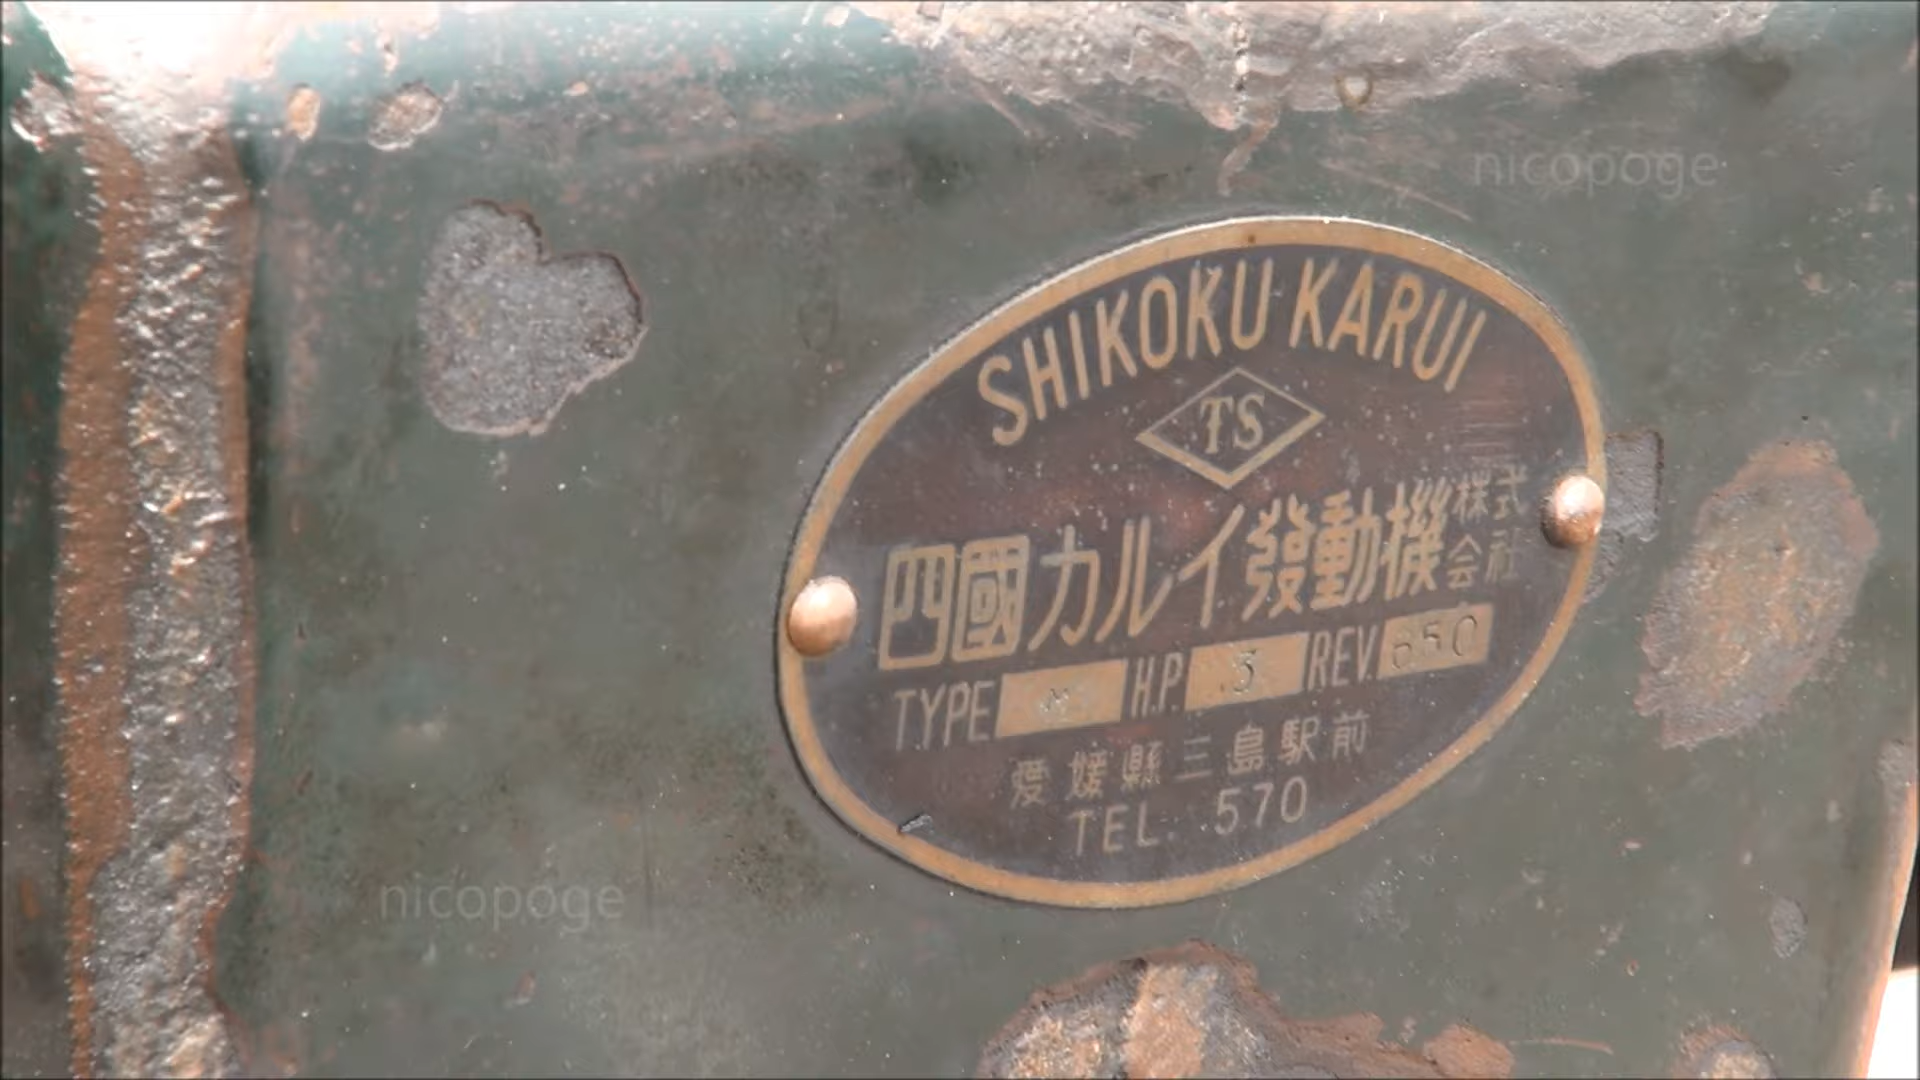 nicopoge
SHIKOKU KARUI
TS
四國カルイ發動機株式会社
TYPE H.P. 3 REV. 650
愛媛縣三島駅前
TEL. 570
nicopoge